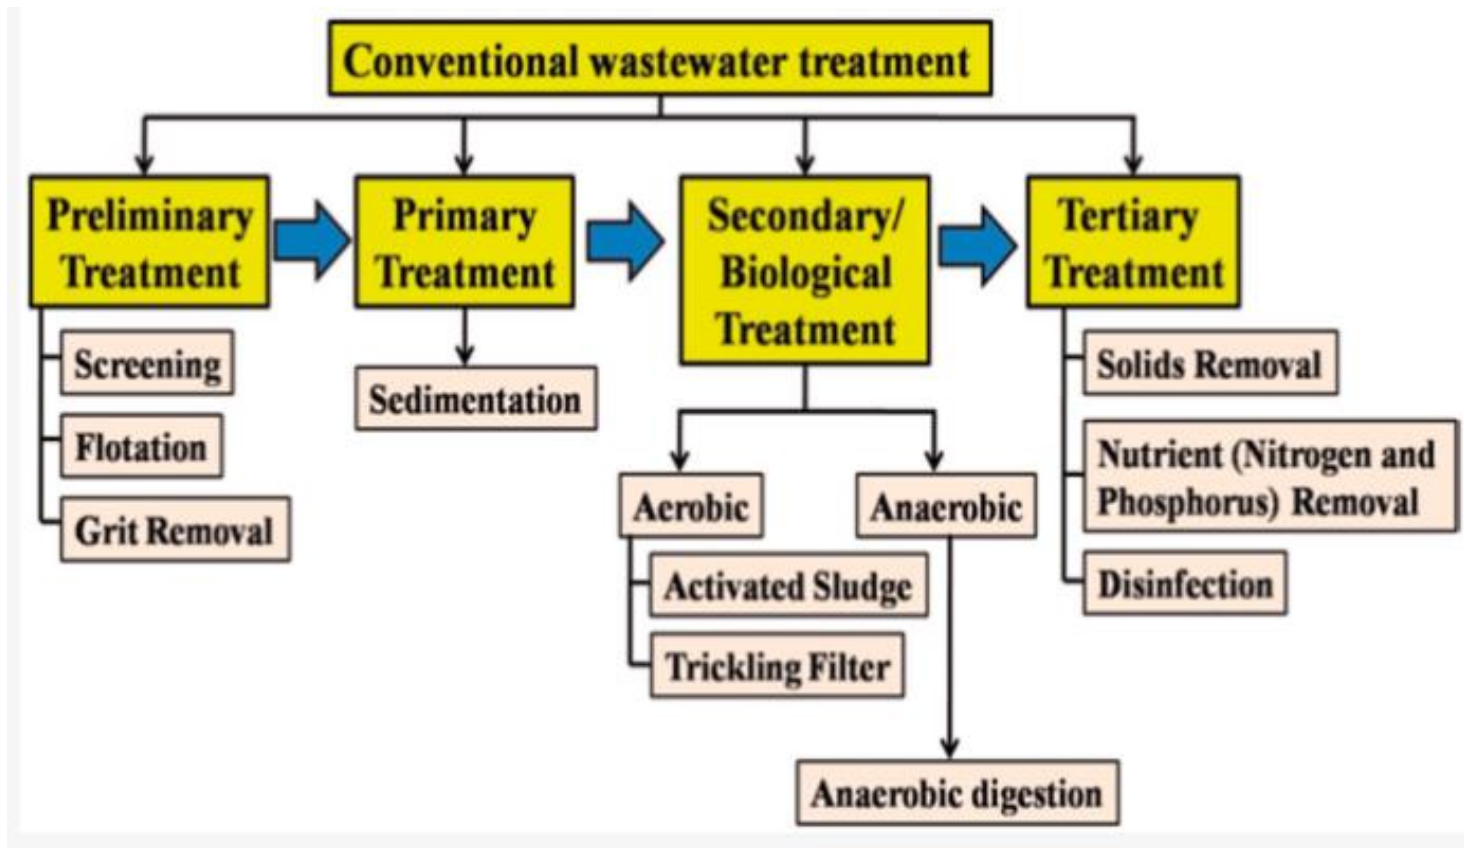 Conventional wastewater treatment
Preliminary
Treatment
Primary
Treatment
Secondary/
Biological
Treatment
Tertiary
Treatment
Screening
Flotation
Grit Removal
Sedimentation
Aerobic
Activated Sludge
Trickling Filter
Anaerobic
Anaerobic digestion
Solids Removal
Nutrient (Nitrogen and
Phosphorus) Removal
Disinfection